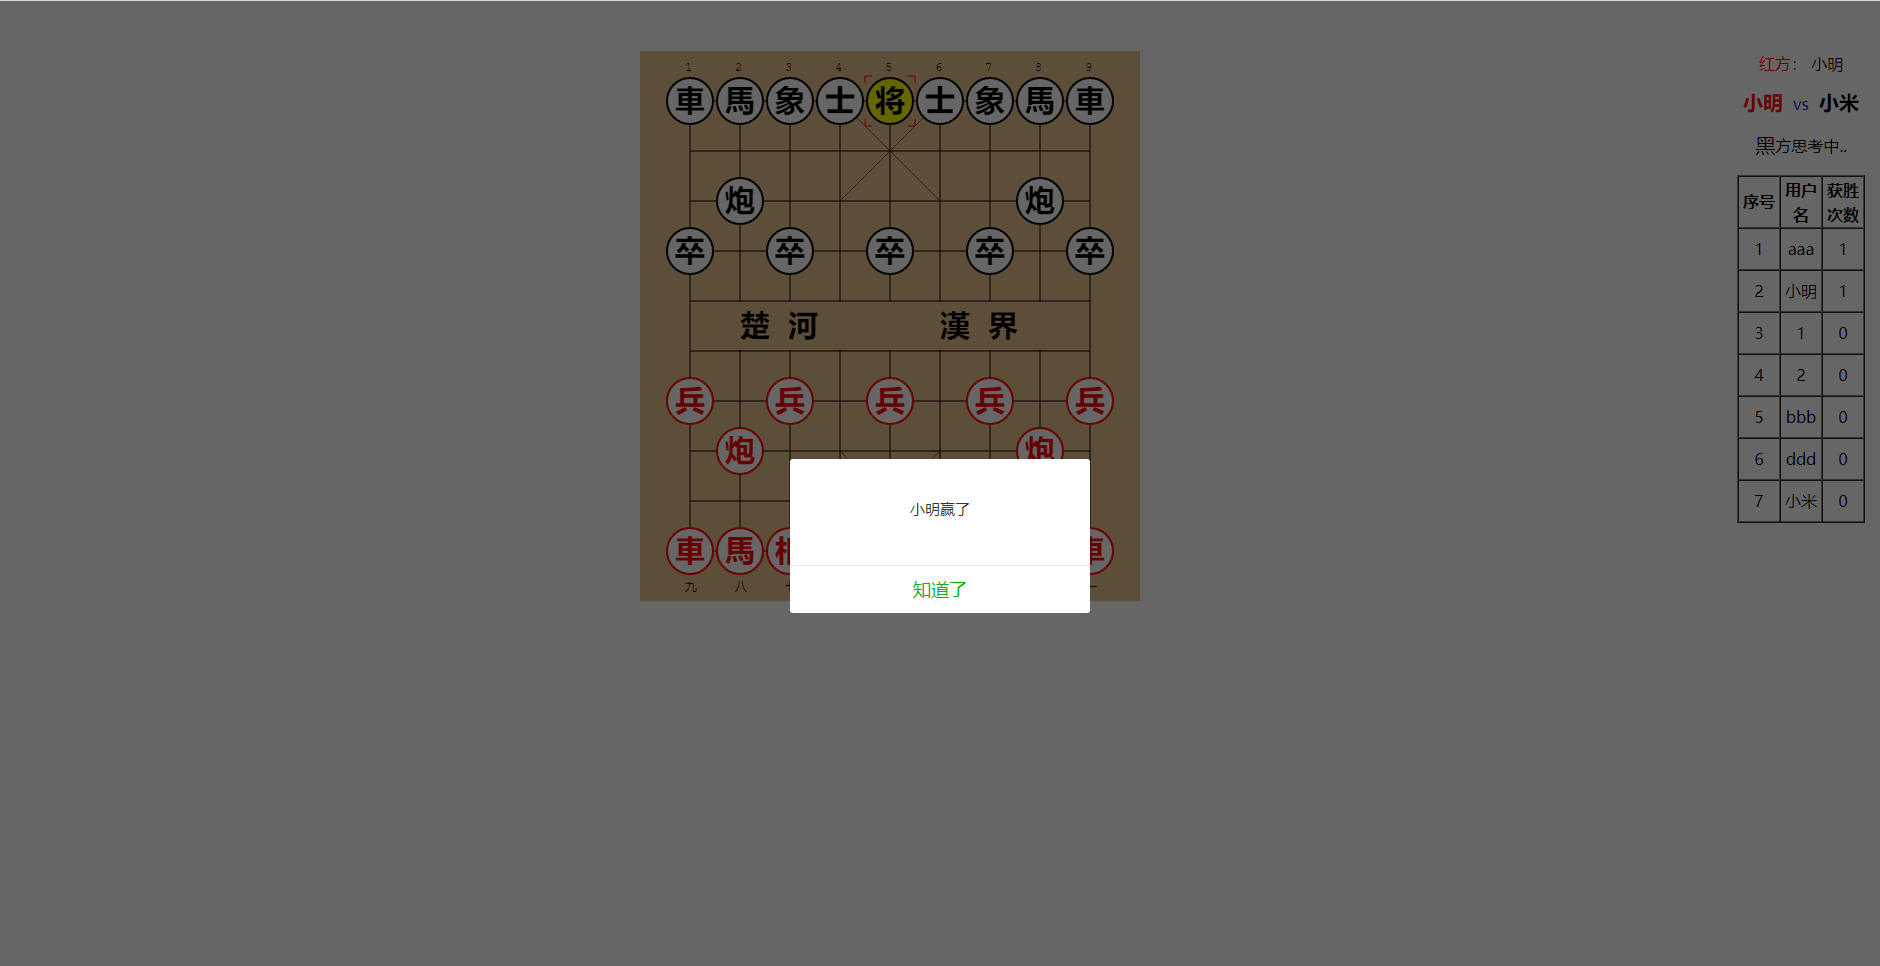 1 2 3 4 5 6 7 8 9
車 馬 象 士 将 士 象 馬 車
炮 炮
卒 卒 卒 卒 卒
楚 河 漢 界
兵 兵 兵 兵 兵
炮 炮
車 馬 車
九 八 一
小明赢了
知道了
红方： 小明
小明 vs 小米
黑方思考中..
序号 用户名 获胜次数
1 aaa 1
2 小明 1
3 1 0
4 2 0
5 bbb 0
6 ddd 0
7 小米 0